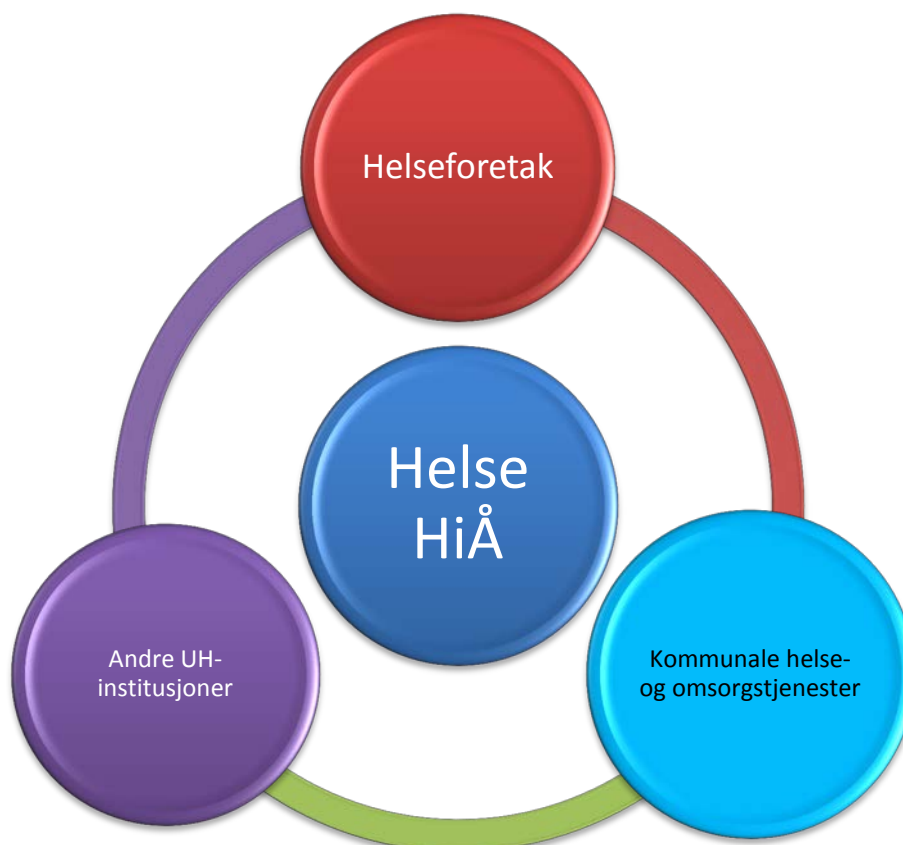 Helseforetak
Helse
HiÅ
Andre UH-
institusjoner
Kommunale helse-
og omsorgstjenester